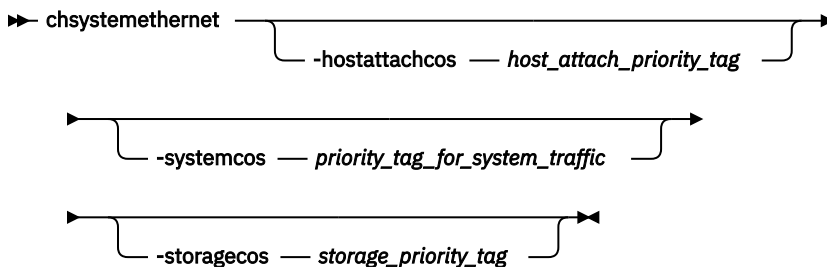 chsystemethernet
-hostattachcos host_attach_priority_tag
-systemcos priority_tag_for_system_traffic
-storagecos storage_priority_tag